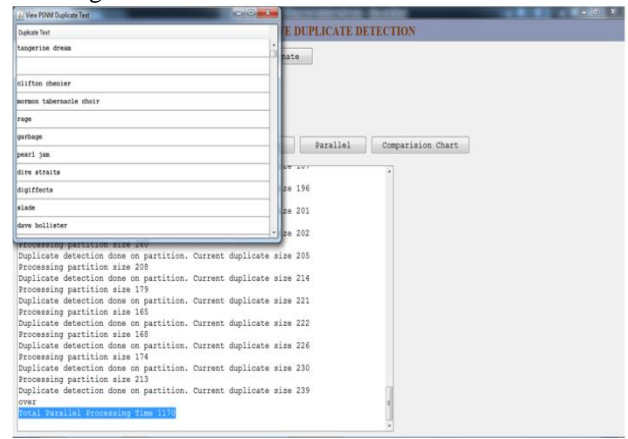 View PSNM Duplicate Text
Duplicate Text
tangerine dream
clifton chenier
mormon tabernacle choir
rage
garbage
pearl jam
dire straits
digiffects
slade
dave hollister
DUPLICATE DETECTION
nate
Parallel
Comparision Chart
ze 196
ze 201
ze 202
Processing partition size 260
Duplicate detection done on partition. Current duplicate size 205
Processing partition size 208
Duplicate detection done on partition. Current duplicate size 214
Processing partition size 179
Duplicate detection done on partition. Current duplicate size 221
Processing partition size 165
Duplicate detection done on partition. Current duplicate size 222
Processing partition size 168
Duplicate detection done on partition. Current duplicate size 226
Processing partition size 174
Duplicate detection done on partition. Current duplicate size 230
Processing partition size 213
Duplicate detection done on partition. Current duplicate size 239
over
Total Parallel Processing Time 1170